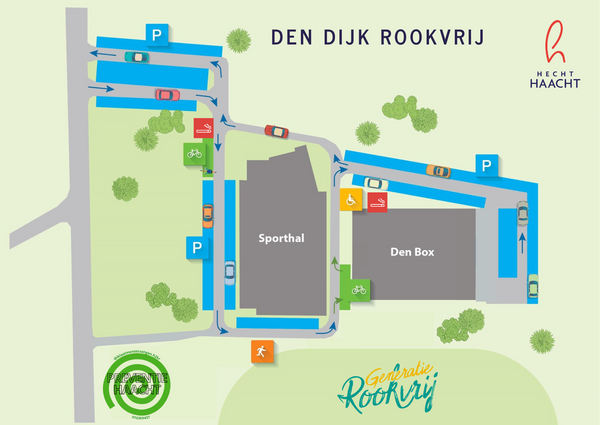 DEN DIJK ROOKVRIJ
HECHT
HAACHT
P
P
P
Sporthal
Den Box
PREVENTIE
HAACHT
Generatie
Rookvrij